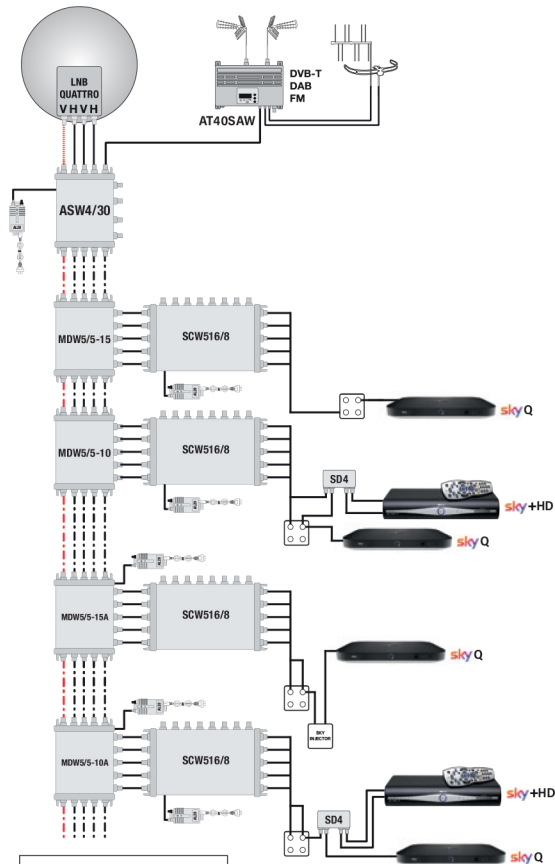 LNB
QUATTRO
V H V H
DVB-T
DAB
FM
AT40SAW
ASW4/30
MDW5/5-15
SCW516/8
sky Q
MDW5/5-10
SCW516/8
SD4
sky+HD
sky Q
MDW5/5-15A
SCW516/8
sky Q
SKY
INJECTOR
MDW5/5-10A
SCW516/8
SD4
sky+HD
sky Q